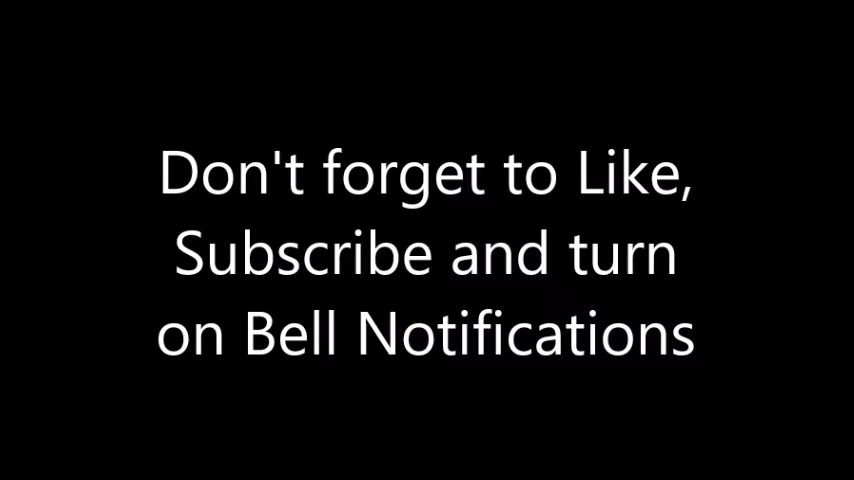 Don't forget to Like,
Subscribe and turn
on Bell Notifications